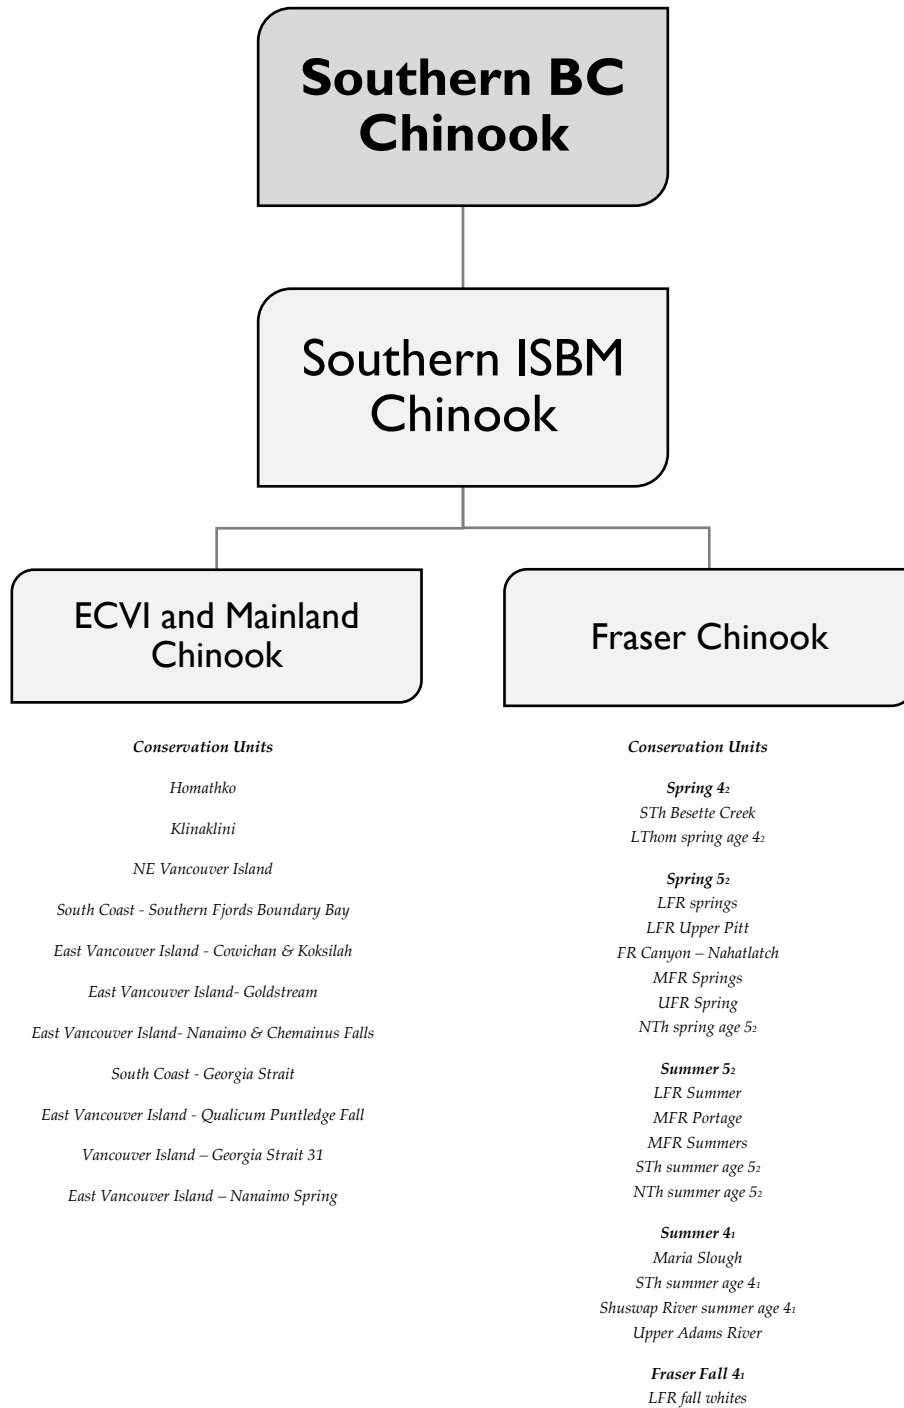 Southern BC
Chinook
Southern ISBM
Chinook
ECVI and Mainland
Chinook
Fraser Chinook
Conservation Units
Homathko
Klinaklini
NE Vancouver Island
South Coast - Southern Fjords Boundary Bay
East Vancouver Island - Cowichan & Koksilah
East Vancouver Island- Goldstream
East Vancouver Island- Nanaimo & Chemainus Falls
South Coast - Georgia Strait
East Vancouver Island - Qualicum Puntledge Fall
Vancouver Island – Georgia Strait 31
East Vancouver Island – Nanaimo Spring
Conservation Units
Spring 4₂
STh Besette Creek
LThom spring age 4₂
Spring 5₂
LFR springs
LFR Upper Pitt
FR Canyon – Nahatlatch
MFR Springs
UFR Spring
NTh spring age 5₂
Summer 5₂
LFR Summer
MFR Portage
MFR Summers
STh summer age 5₂
NTh summer age 5₂
Summer 4₁
Maria Slough
STh summer age 4₁
Shuswap River summer age 4₁
Upper Adams River
Fraser Fall 4₁
LFR fall whites